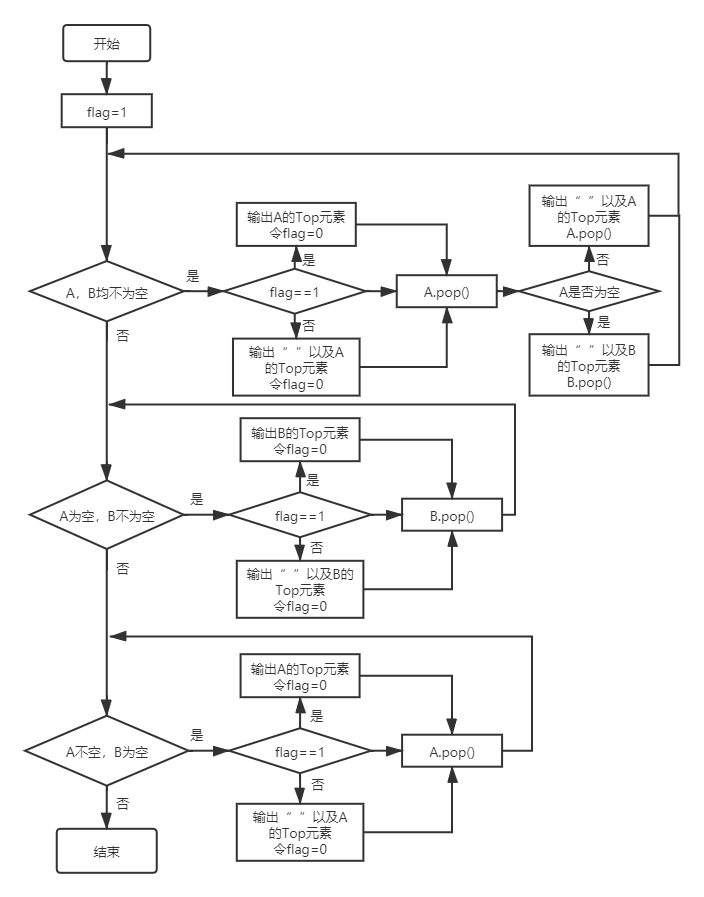 开始
flag=1
A，B均不为空
是
否
flag==1
是
否
输出A的Top元素
令flag=0
输出“ ”以及A
的Top元素
令flag=0
A.pop()
A是否为空
否
是
输出“ ”以及A
的Top元素
A.pop()
输出“ ”以及B
的Top元素
B.pop()
A为空，B不为空
是
否
flag==1
是
否
输出B的Top元素
令flag=0
输出“ ”以及B的
Top元素
令flag=0
B.pop()
A不空，B为空
是
否
flag==1
是
否
输出A的Top元素
令flag=0
输出“ ”以及A
的Top元素
令flag=0
A.pop()
结束